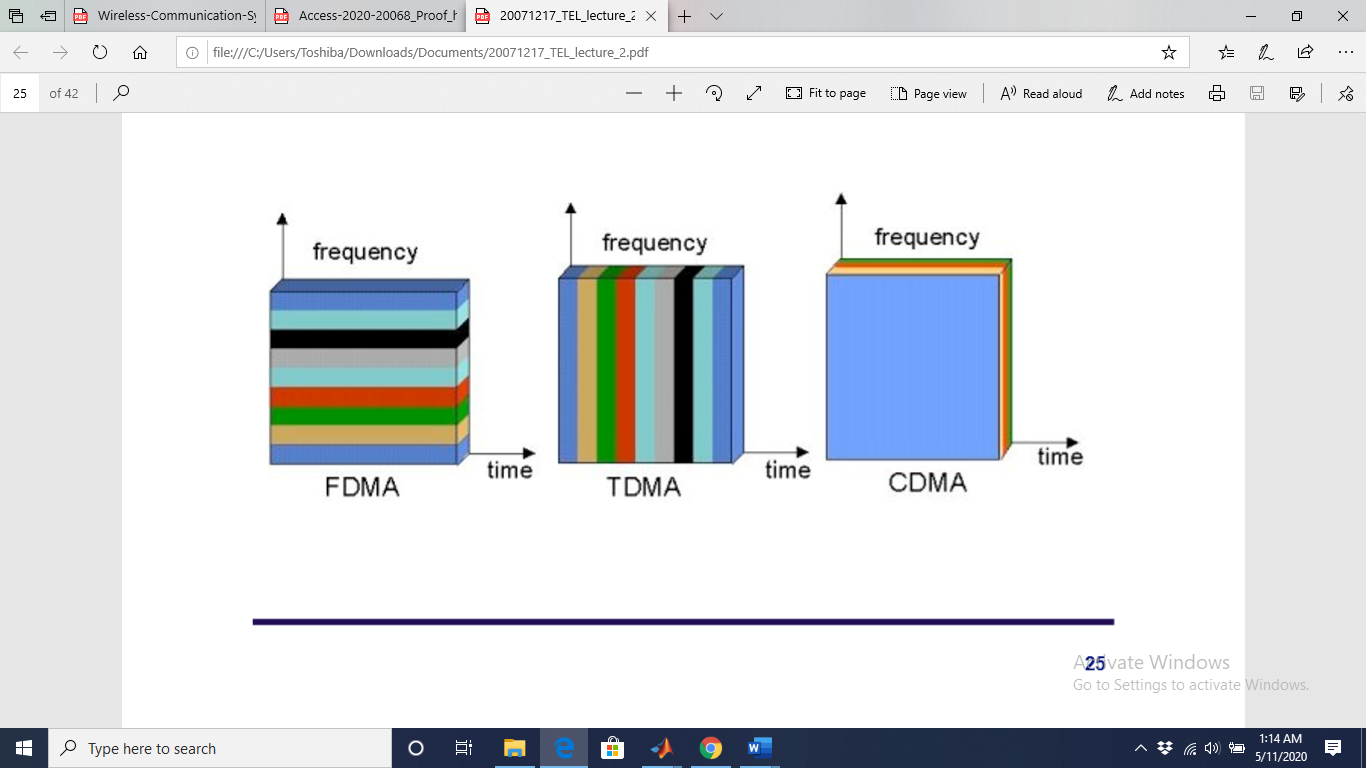 Wireless-Communication-Sy
Access-2020-20068_Proof_h
20071217_TEL_lecture_2
file:///C:/Users/Toshiba/Downloads/Documents/20071217_TEL_lecture_2.pdf
25 of 42
Fit to page
Page view
Read aloud
Add notes
frequency
time
FDMA
frequency
time
TDMA
frequency
time
CDMA
25
Activate Windows
Go to Settings to activate Windows.
Type here to search
1:14 AM
5/11/2020